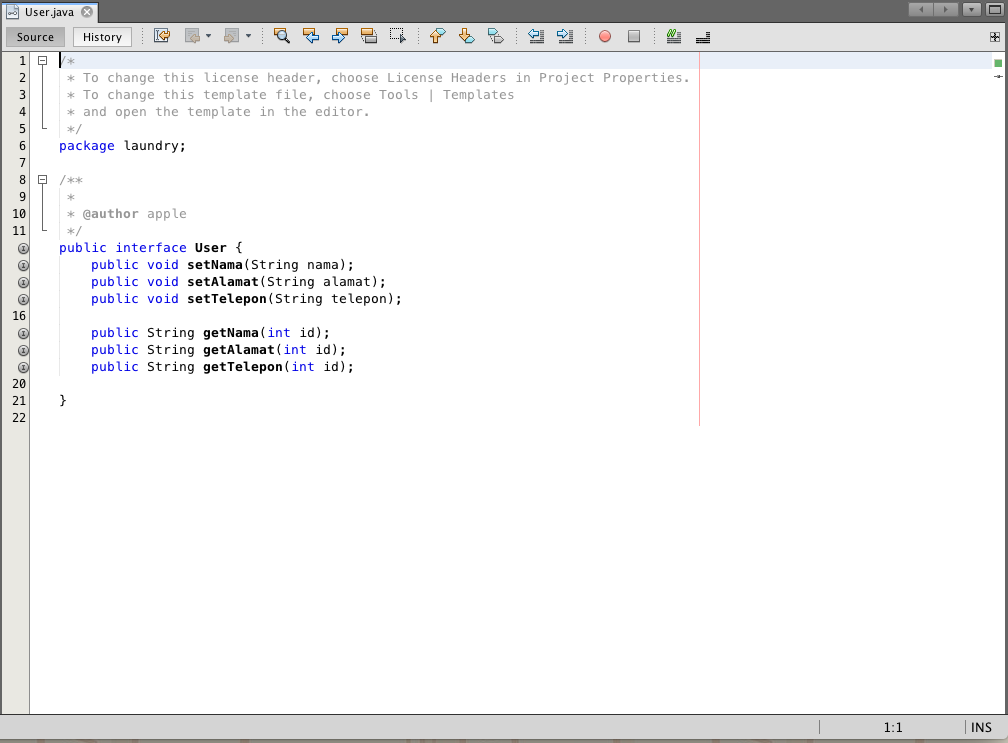 User.java
Source History
1 /*
2  * To change this license header, choose License Headers in Project Properties.
3  * To change this template file, choose Tools | Templates
4  * and open the template in the editor.
5  */
6 package laundry;
7
8 /**
9  *
10  * @author apple
11  */
public interface User {
    public void setNama(String nama);
    public void setAlamat(String alamat);
    public void setTelepon(String telepon);
16
    public String getNama(int id);
    public String getAlamat(int id);
    public String getTelepon(int id);
20
21 }
22
1:1 INS